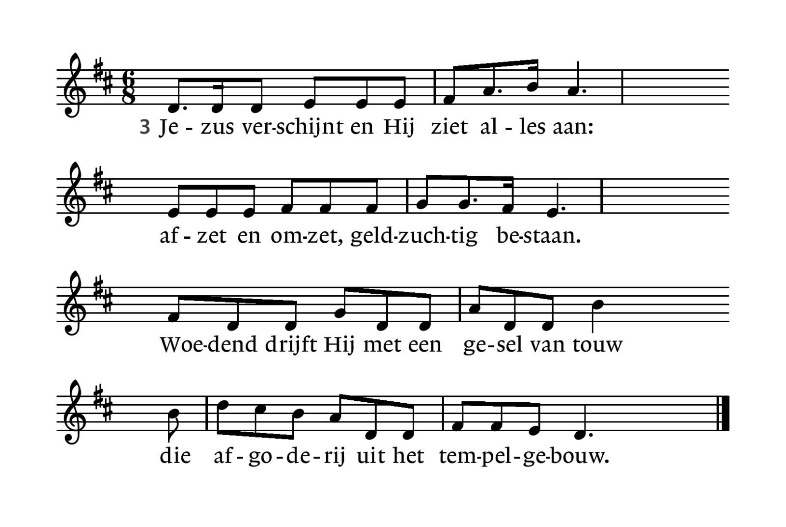 6
8
3 Je - zus ver-schijnt en Hij ziet al - les aan:
af - zet en om-zet, geld-zuch-tig be-staan.
Woe-dend drijft Hij met een ge-sel van touw
die af - go - de - rij uit het tem-pel-ge-bouw.